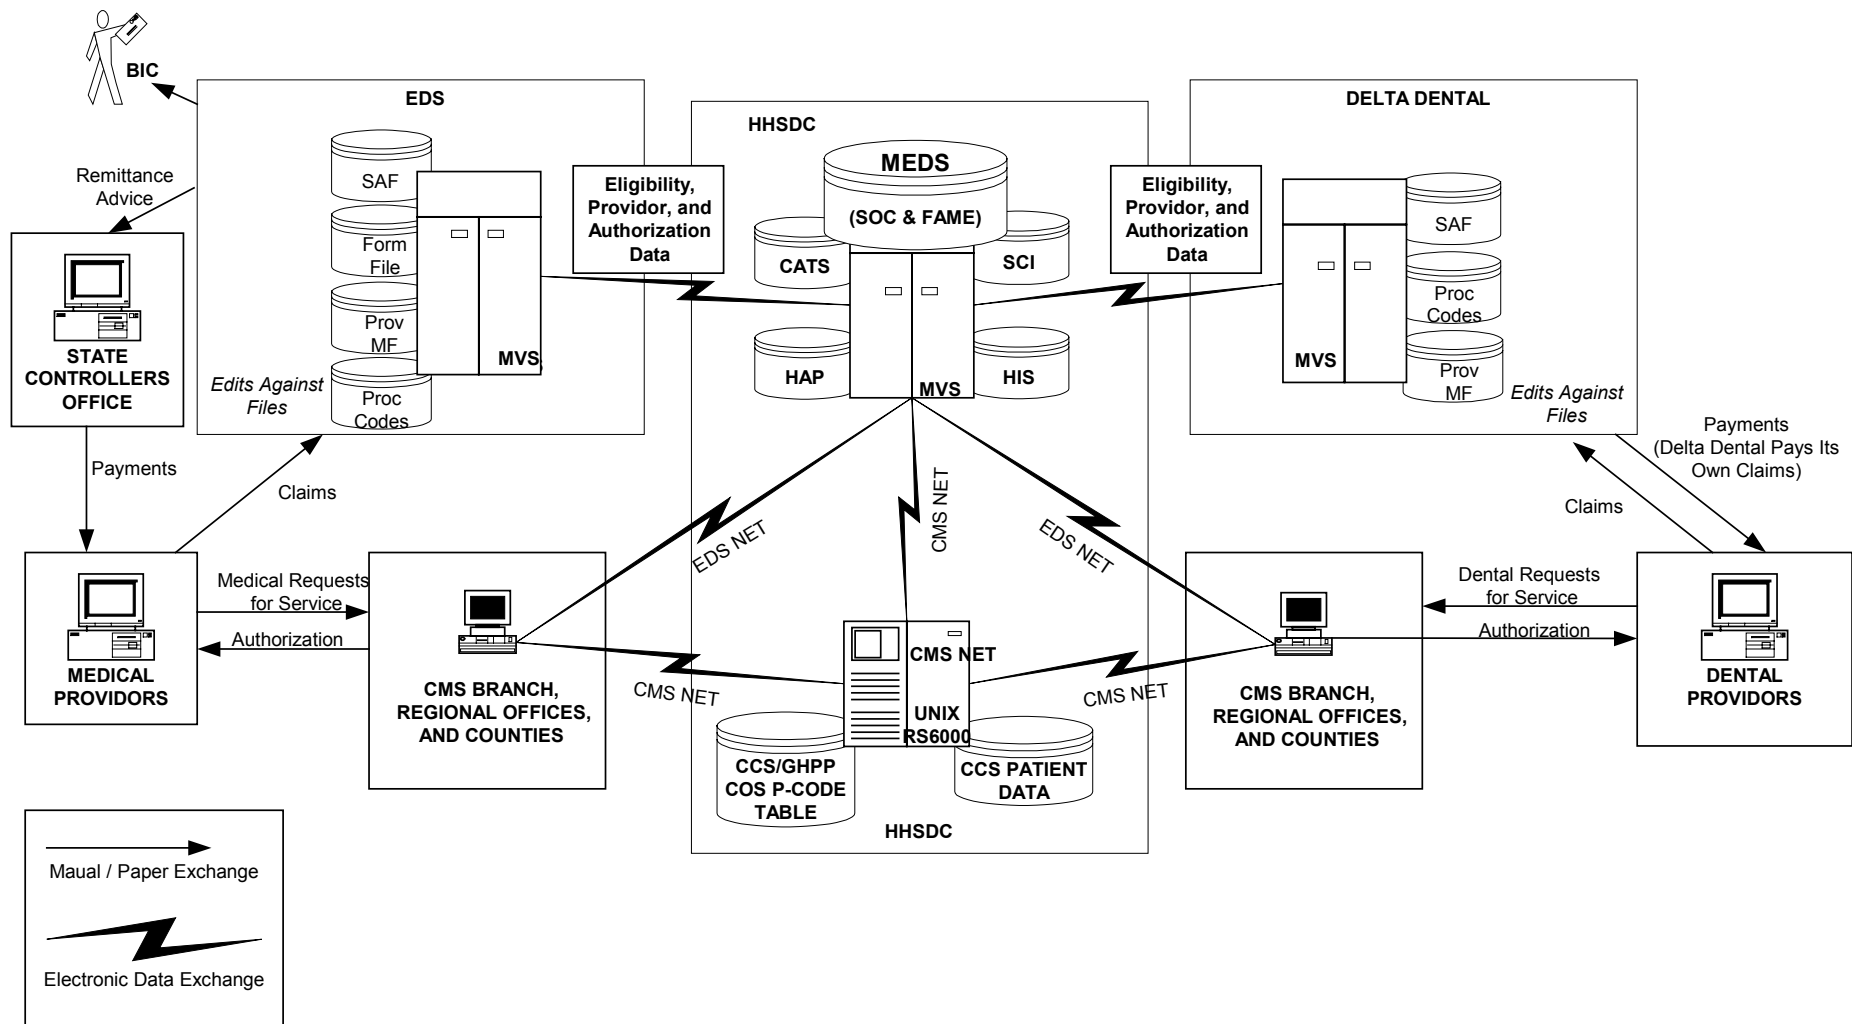 BIC
EDS
HHSDC
DELTA DENTAL
Remittance
Advice
SAF
Form
File
Prov
MF
Proc
Codes
MVS
Edits Against
Files
Eligibility,
Providor, and
Authorization
Data
MEDS
(SOC & FAME)
CATS
SCI
HAP
HIS
MVS
Eligibility,
Providor, and
Authorization
Data
MVS
SAF
Proc
Codes
Prov
MF
Edits Against
Files
STATE
CONTROLLERS
OFFICE
Payments
Claims
Payments
(Delta Dental Pays Its
Own Claims)
Claims
EDS NET
CMS NET
EDS NET
MEDICAL
PROVIDORS
Medical Requests
for Service
Authorization
CMS BRANCH,
REGIONAL OFFICES,
AND COUNTIES
CMS NET
CMS NET
UNIX
RS6000
CMS NET
CCS/GHPP
COS P-CODE
TABLE
CCS PATIENT
DATA
HHSDC
CMS BRANCH,
REGIONAL OFFICES,
AND COUNTIES
Dental Requests
for Service
Authorization
DENTAL
PROVIDORS
Maual / Paper Exchange
Electronic Data Exchange